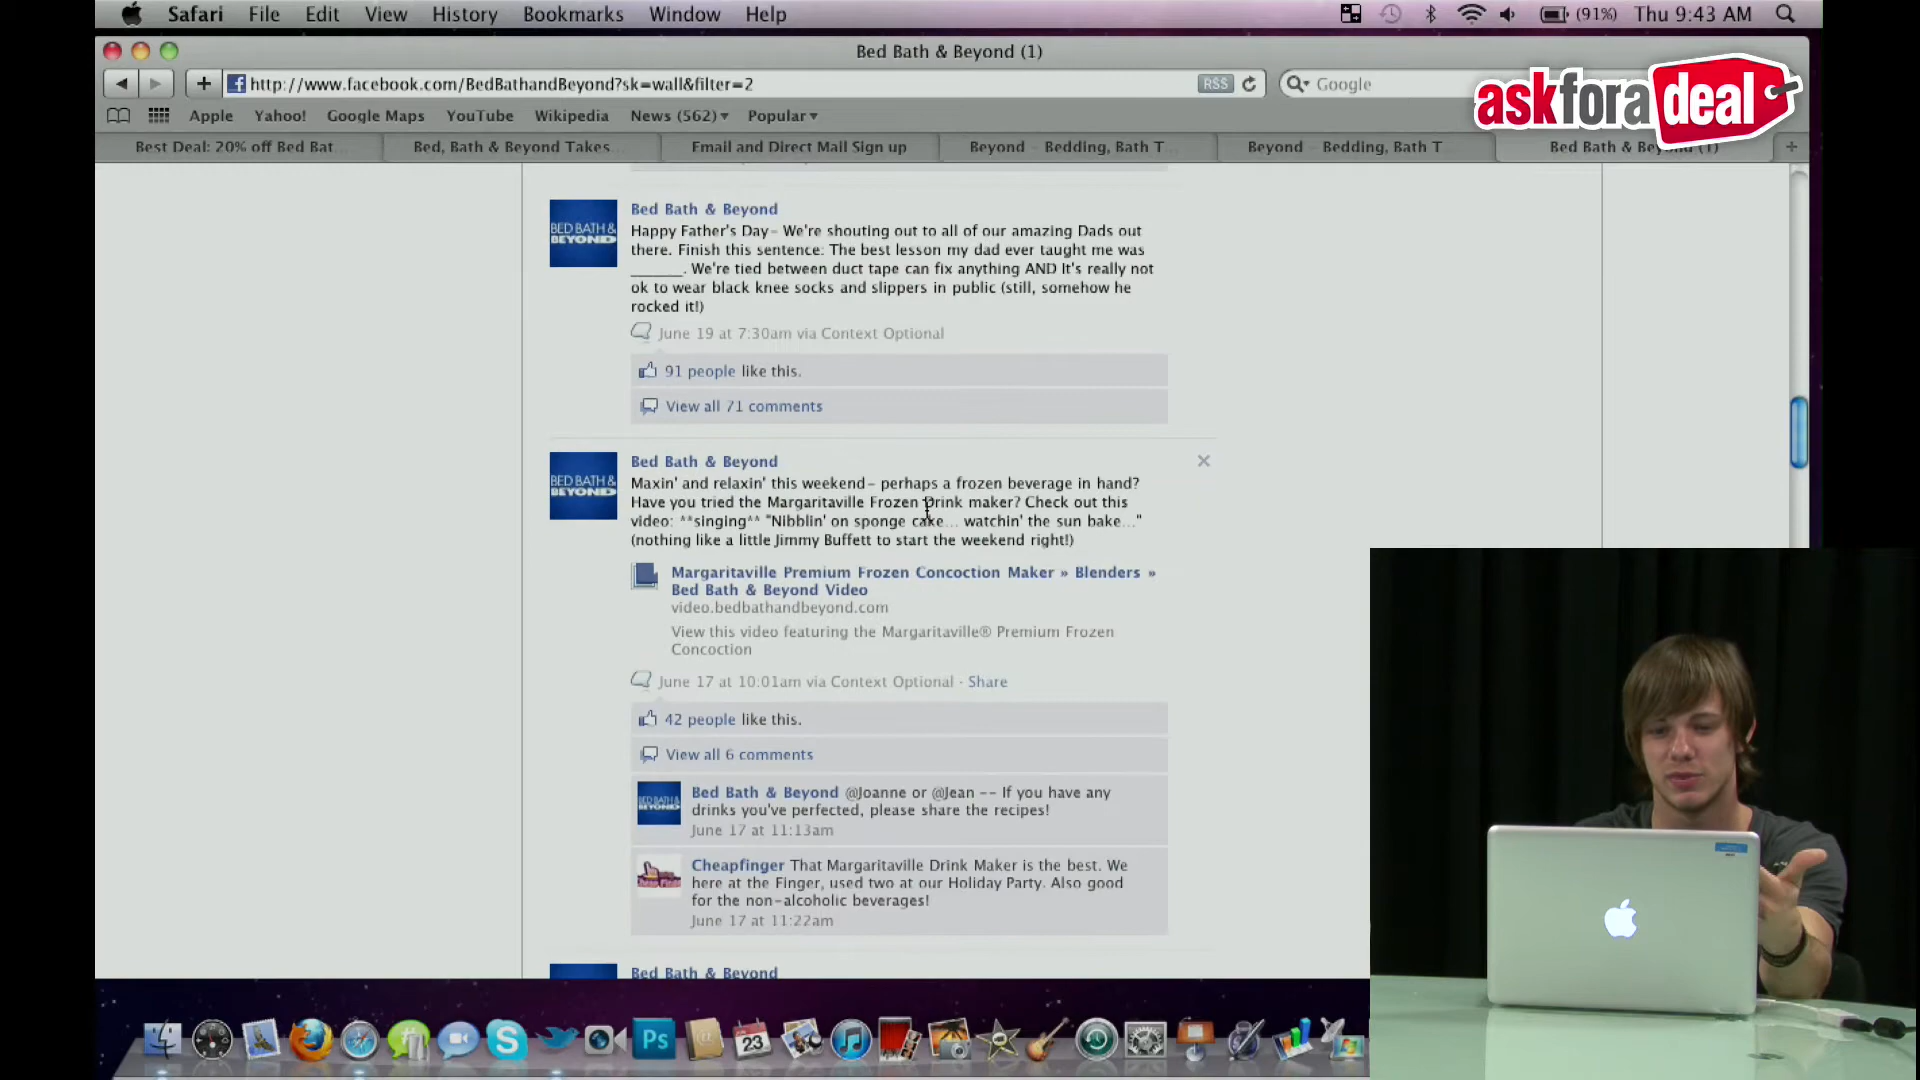 Safari File Edit View History Bookmarks Window Help (91%) Thu 9:43 AM
Bed Bath & Beyond (1)
http://www.facebook.com/BedBathandBeyond?sk=wall&filter=2 RSS Google
askforadeal
Apple Yahoo! Google Maps YouTube Wikipedia News (562) Popular
Best Deal: 20% off Bed Bat... Bed, Bath & Beyond Takes... Email and Direct Mail Sign up Beyond – Bedding, Bath T... Beyond – Bedding, Bath T Bed Bath & Beyond (1)
BED BATH &
BEYOND
Bed Bath & Beyond
Happy Father's Day– We're shouting out to all of our amazing Dads out
there. Finish this sentence: The best lesson my dad ever taught me was
______. We're tied between duct tape can fix anything AND It's really not
ok to wear black knee socks and slippers in public (still, somehow he
rocked it!)
June 19 at 7:30am via Context Optional
91 people like this.
View all 71 comments
BED BATH &
BEYOND
Bed Bath & Beyond
Maxin' and relaxin' this weekend– perhaps a frozen beverage in hand?
Have you tried the Margaritaville Frozen Drink maker? Check out this
video: **singing** "Nibblin' on sponge cake... watchin' the sun bake..."
(nothing like a little Jimmy Buffett to start the weekend right!)
Margaritaville Premium Frozen Concoction Maker » Blenders »
Bed Bath & Beyond Video
video.bedbathandbeyond.com
View this video featuring the Margaritaville® Premium Frozen
Concoction
June 17 at 10:01am via Context Optional · Share
42 people like this.
View all 6 comments
BED BATH &
BEYOND
Bed Bath & Beyond @Joanne or @Jean -- If you have any
drinks you've perfected, please share the recipes!
June 17 at 11:13am
Cheapfinger That Margaritaville Drink Maker is the best. We
here at the Finger, used two at our Holiday Party. Also good
for the non-alcoholic beverages!
June 17 at 11:22am
Bed Bath & Beyond
Ps
23